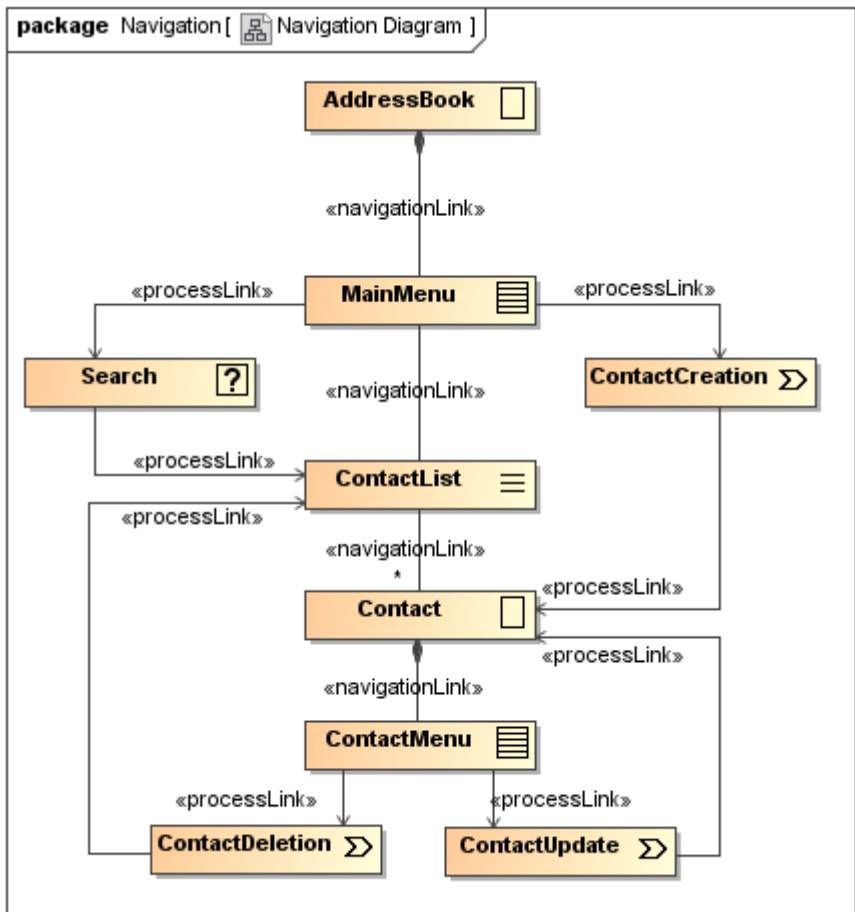 package Navigation [ Navigation Diagram ]
AddressBook
«navigationLink»
«processLink»
MainMenu
«processLink»
Search ?
«navigationLink»
ContactCreation
«processLink»
ContactList
«processLink»
«navigationLink»
*
Contact
«processLink»
«processLink»
«navigationLink»
ContactMenu
«processLink»
«processLink»
ContactDeletion
ContactUpdate